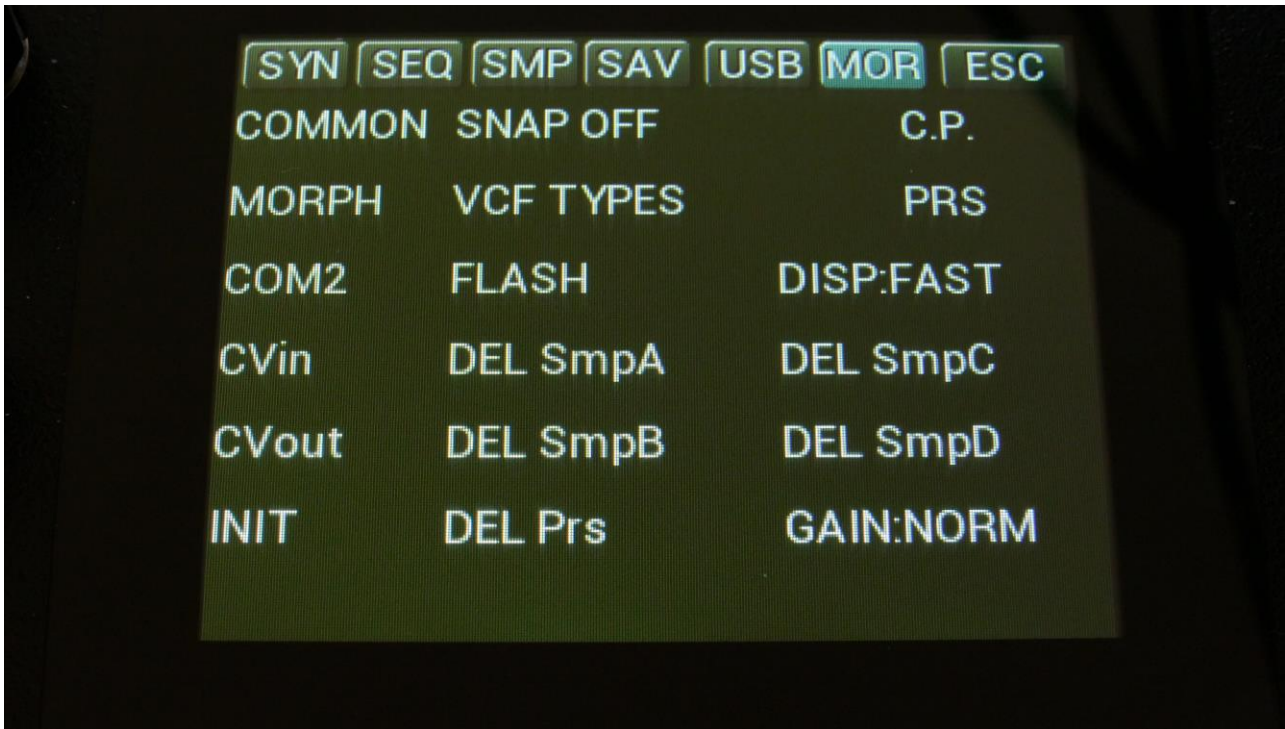 SYN SEQ SMP SAV USB MOR ESC
COMMON SNAP OFF C.P.
MORPH VCF TYPES PRS
COM2 FLASH DISP:FAST
CVin DEL SmpA DEL SmpC
CVout DEL SmpB DEL SmpD
INIT DEL Prs GAIN:NORM